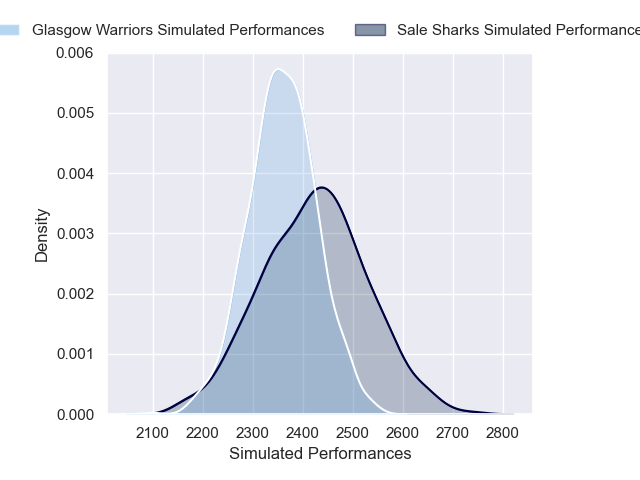 Glasgow Warriors Simulated Performances
Sale Sharks Simulated Performance
0.006
0.005
0.004
0.003
0.002
0.001
0.000
Density
2100 2200 2300 2400 2500 2600 2700 2800
Simulated Performances